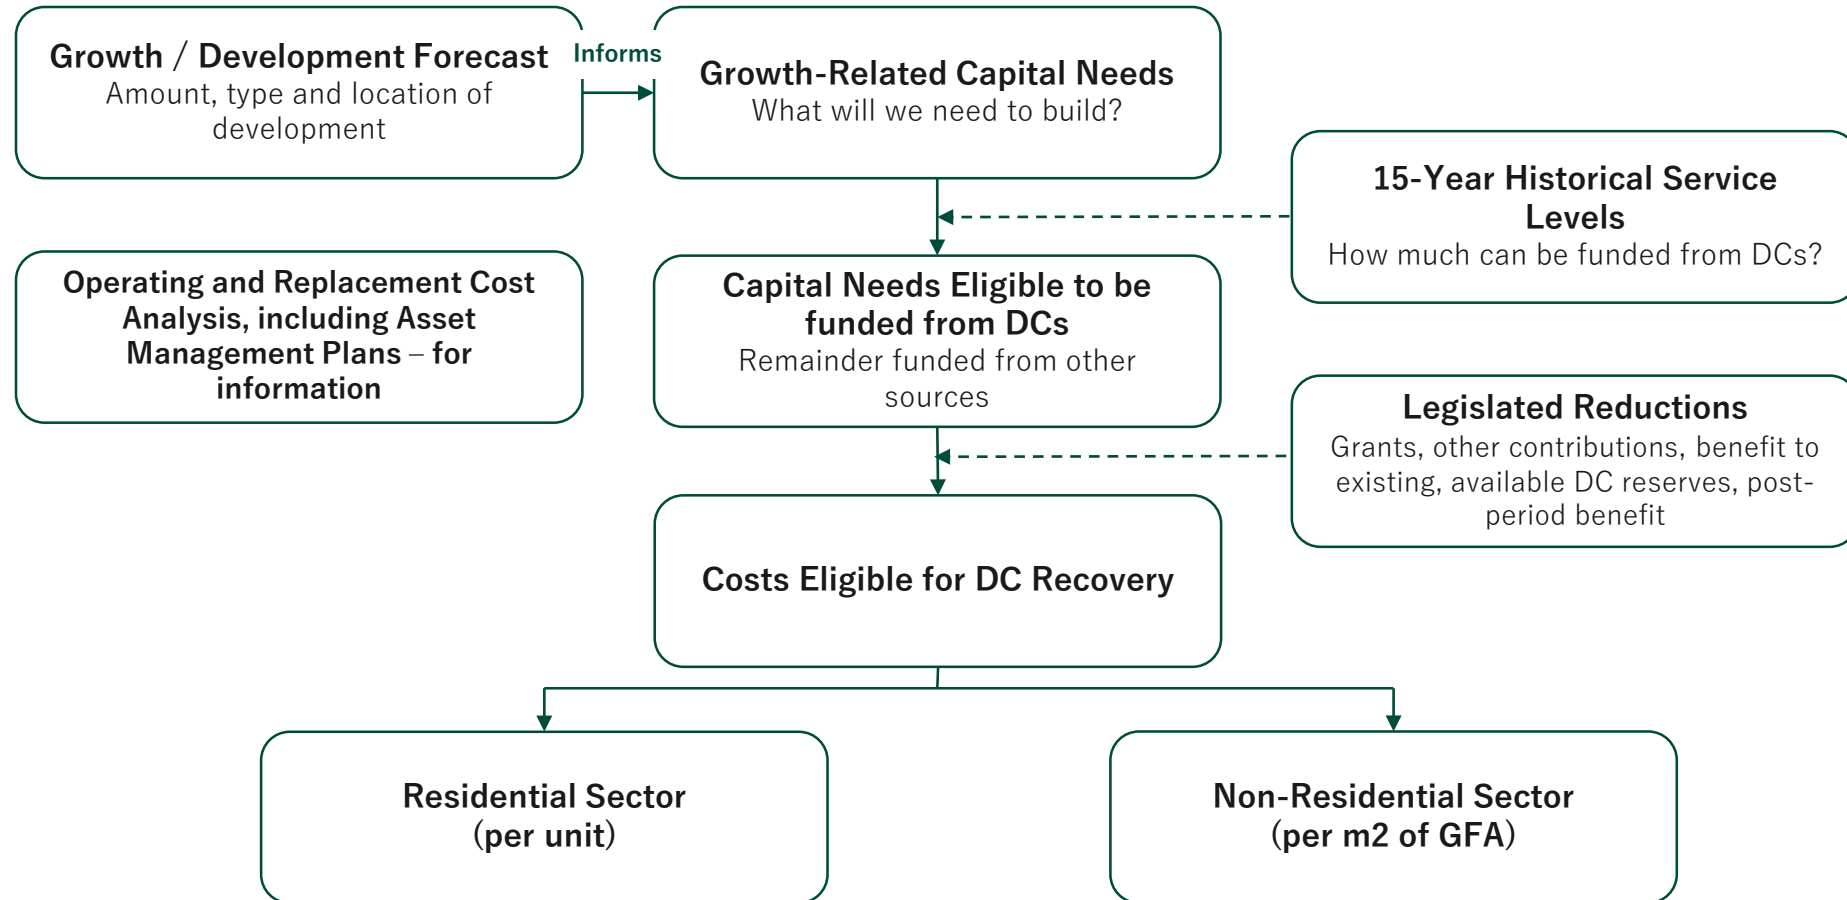 Growth / Development Forecast
Amount, type and location of
development
Informs
Growth-Related Capital Needs
What will we need to build?
15-Year Historical Service
Levels
How much can be funded from DCs?
Operating and Replacement Cost
Analysis, including Asset
Management Plans – for
information
Capital Needs Eligible to be
funded from DCs
Remainder funded from other
sources
Legislated Reductions
Grants, other contributions, benefit to
existing, available DC reserves, post-
period benefit
Costs Eligible for DC Recovery
Residential Sector
(per unit)
Non-Residential Sector
(per m2 of GFA)